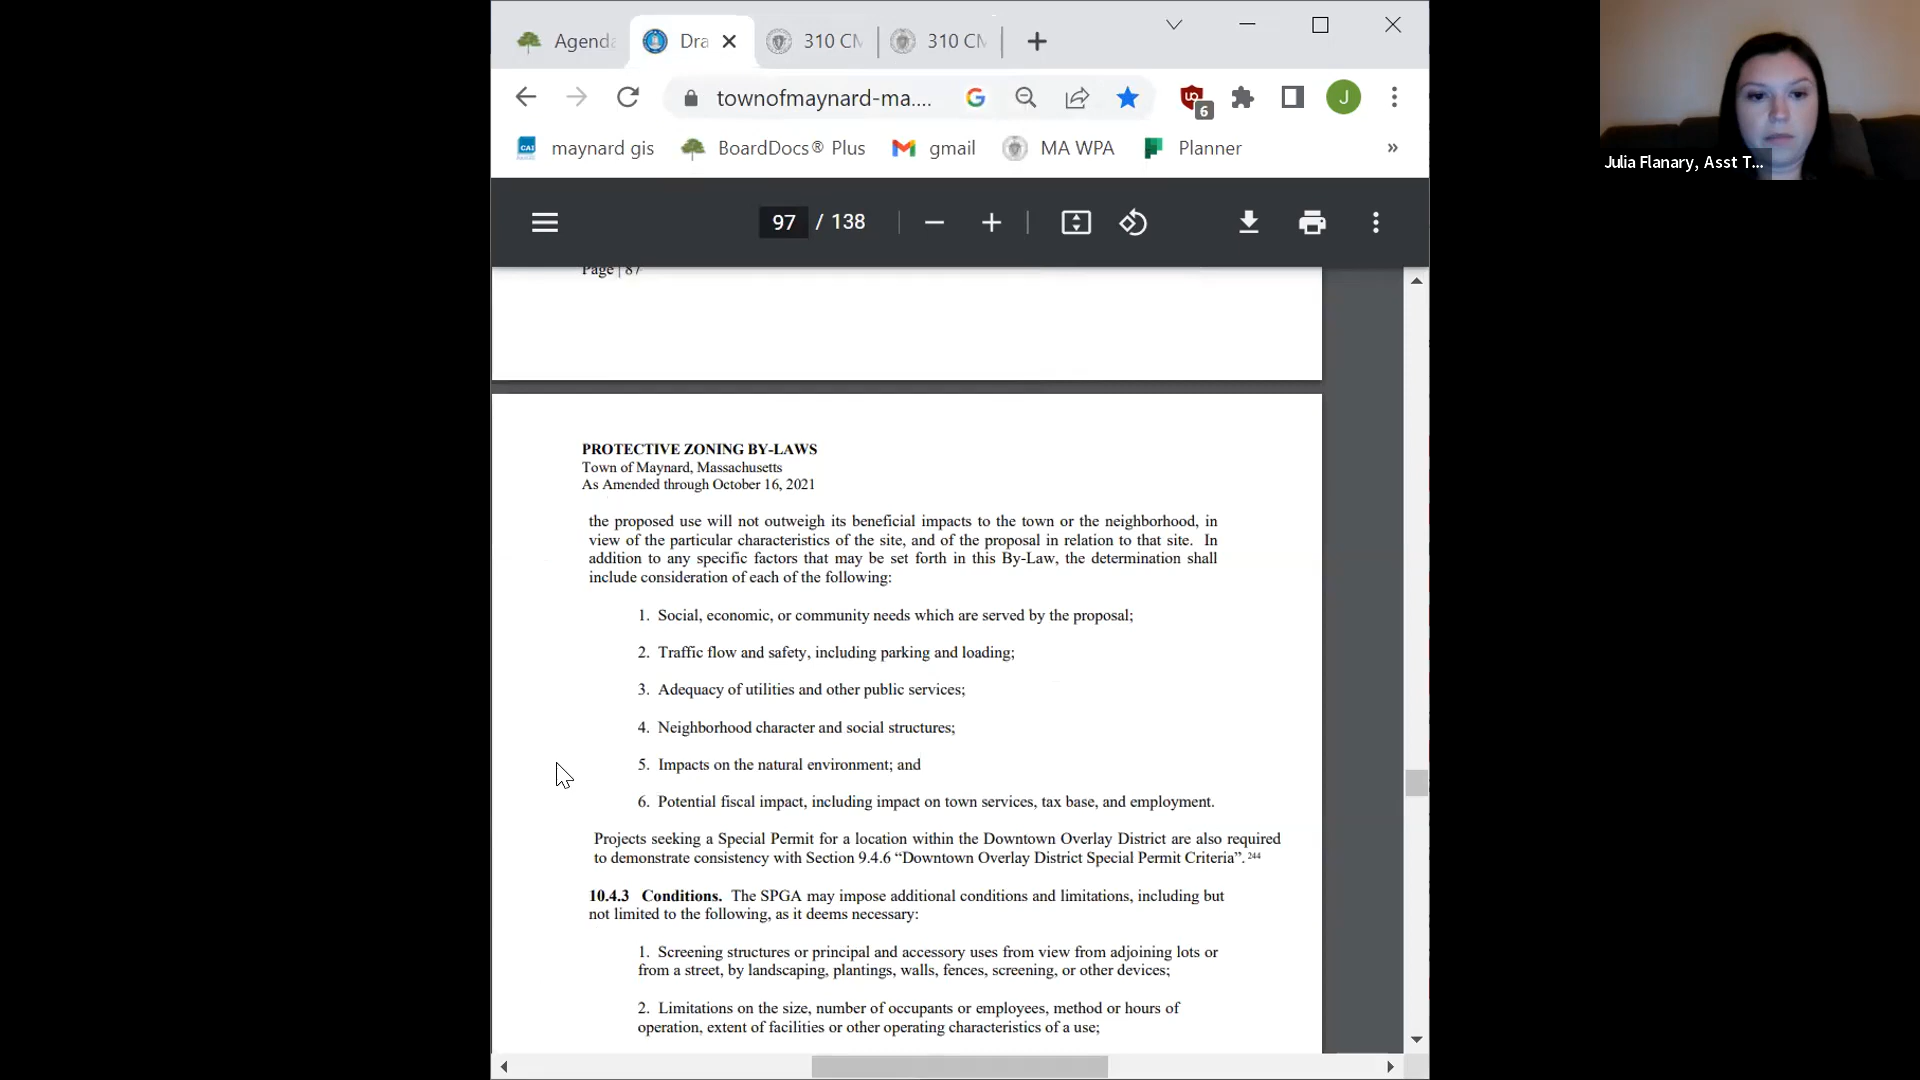 Agend
Dra
310 CM
310 CM
townofmaynard-ma....
6
J
maynard gis
BoardDocs® Plus
gmail
MA WPA
Planner
»
97 / 138
Page | 87
PROTECTIVE ZONING BY-LAWS
Town of Maynard, Massachusetts
As Amended through October 16, 2021
the proposed use will not outweigh its beneficial impacts to the town or the neighborhood, in
view of the particular characteristics of the site, and of the proposal in relation to that site. In
addition to any specific factors that may be set forth in this By-Law, the determination shall
include consideration of each of the following:
1. Social, economic, or community needs which are served by the proposal;
2. Traffic flow and safety, including parking and loading;
3. Adequacy of utilities and other public services;
4. Neighborhood character and social structures;
5. Impacts on the natural environment; and
6. Potential fiscal impact, including impact on town services, tax base, and employment.
Projects seeking a Special Permit for a location within the Downtown Overlay District are also required
to demonstrate consistency with Section 9.4.6 “Downtown Overlay District Special Permit Criteria”. 244
10.4.3 Conditions. The SPGA may impose additional conditions and limitations, including but
not limited to the following, as it deems necessary:
1. Screening structures or principal and accessory uses from view from adjoining lots or
from a street, by landscaping, plantings, walls, fences, screening, or other devices;
2. Limitations on the size, number of occupants or employees, method or hours of
operation, extent of facilities or other operating characteristics of a use;
Julia Flanary, Asst T...